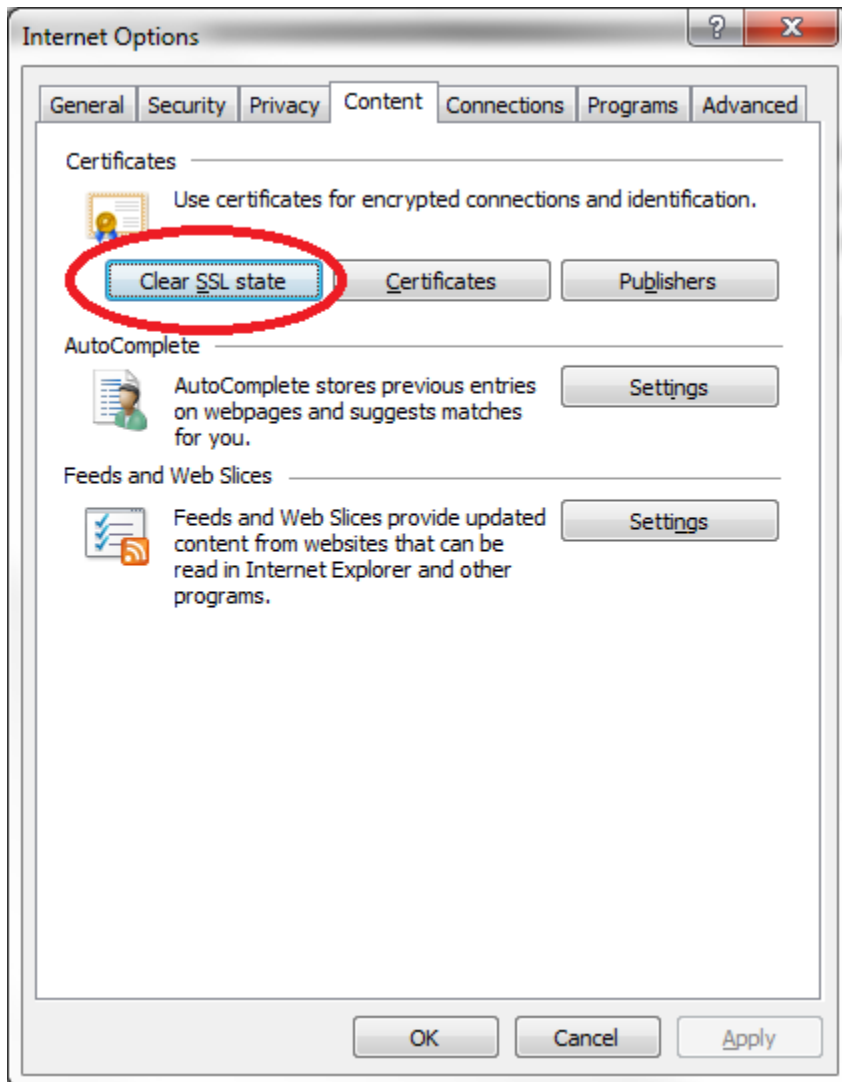 Internet Options
General Security Privacy Content Connections Programs Advanced
Certificates
Use certificates for encrypted connections and identification.
Clear SSL state Certificates Publishers
AutoComplete
AutoComplete stores previous entries
on webpages and suggests matches
for you.
Settings
Feeds and Web Slices
Feeds and Web Slices provide updated
content from websites that can be
read in Internet Explorer and other
programs.
Settings
OK Cancel Apply